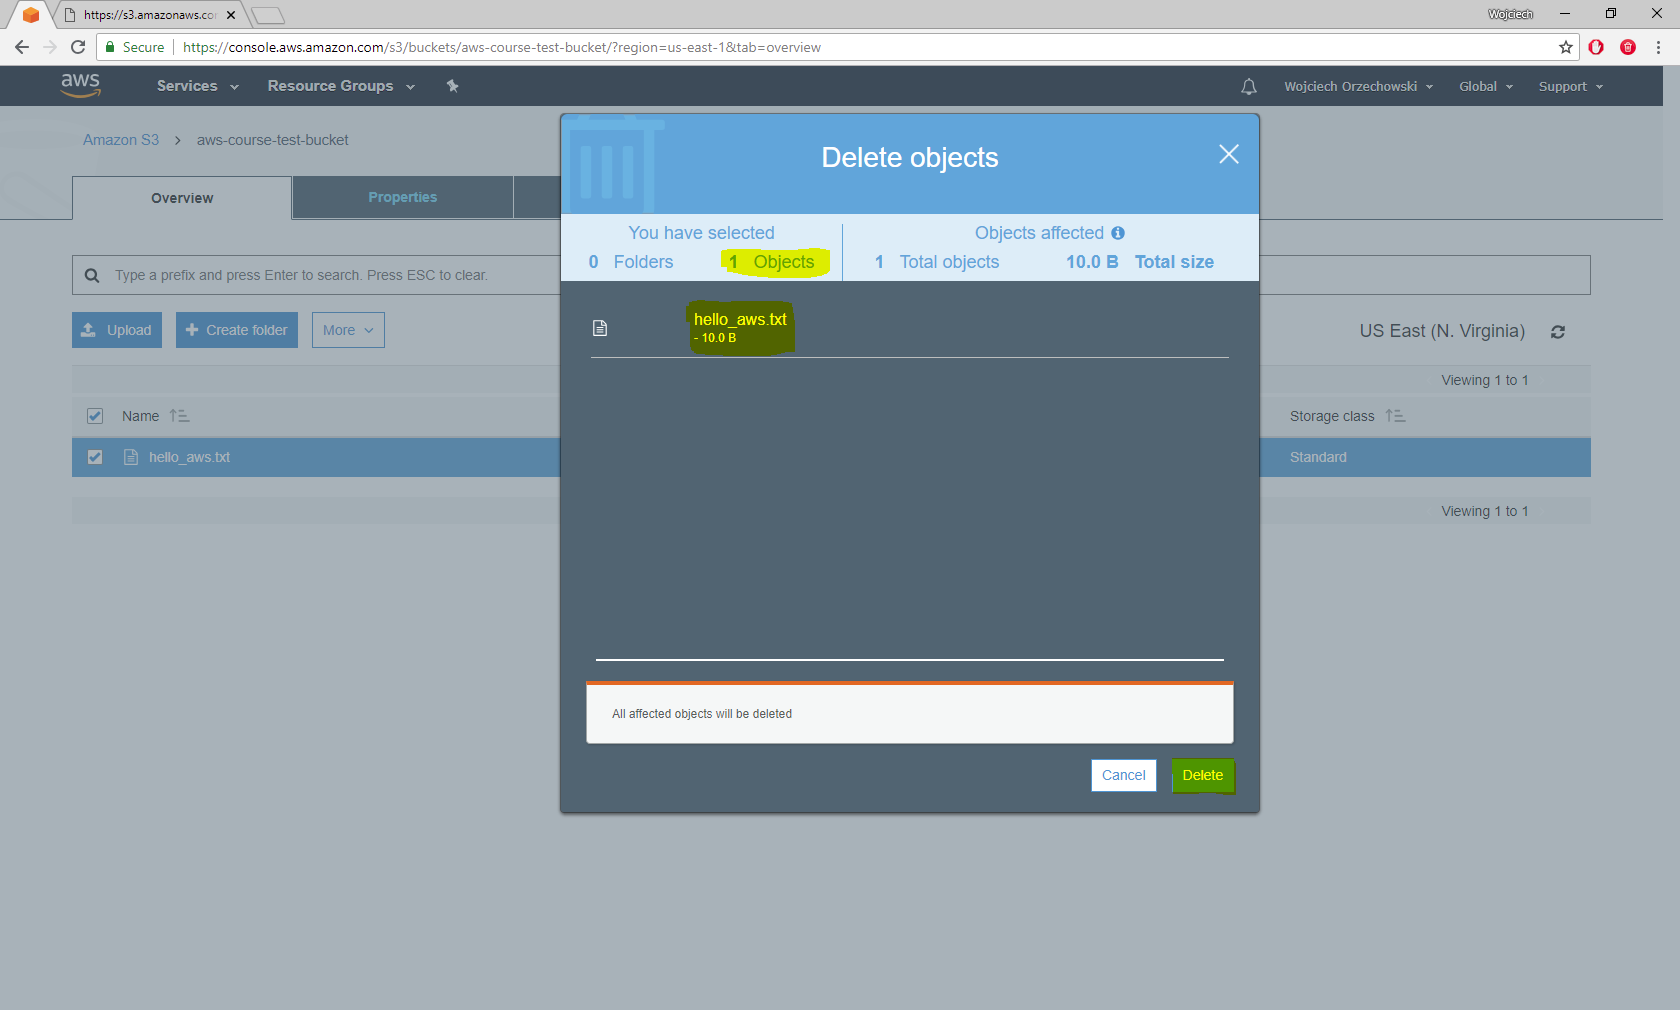 https://s3.amazonaws.cor
Wojciech
Secure https://console.aws.amazon.com/s3/buckets/aws-course-test-bucket/?region=us-east-1&tab=overview
aws Services Resource Groups Wojciech Orzechowski Global Support
Amazon S3 > aws-course-test-bucket
Delete objects
Overview Properties
You have selected Objects affected
0 Folders 1 Objects 1 Total objects 10.0 B Total size
Type a prefix and press Enter to search. Press ESC to clear.
hello_aws.txt
- 10.0 B
Upload Create folder More US East (N. Virginia)
Viewing 1 to 1
Name Storage class
hello_aws.txt Standard
Viewing 1 to 1
All affected objects will be deleted
Cancel Delete